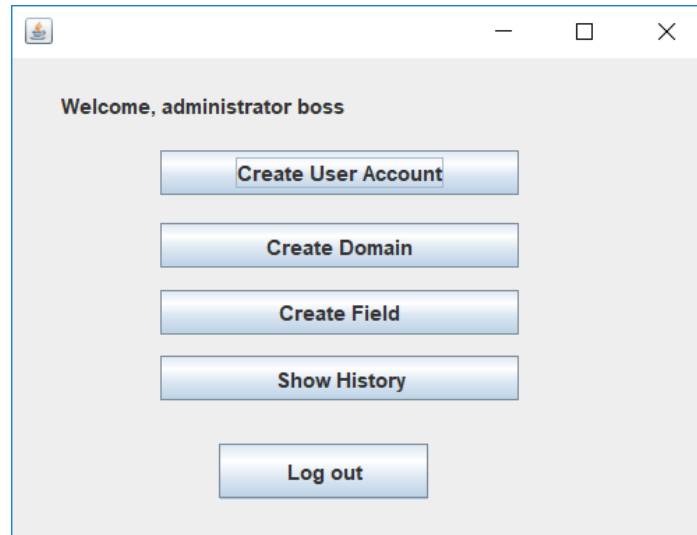 Welcome, administrator boss
Create User Account
Create Domain
Create Field
Show History
Log out